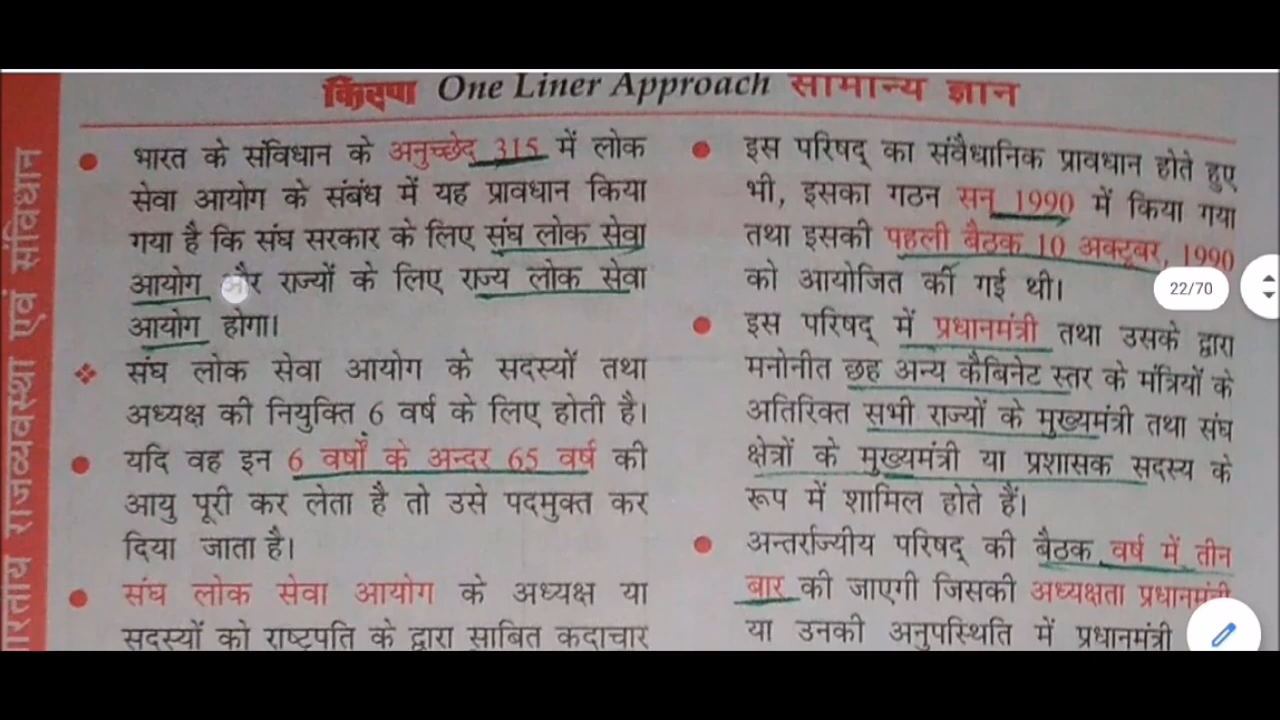 किरण One Liner Approach सामान्य ज्ञान
भारत के संविधान के अनुच्छेद 315 में लोक
सेवा आयोग के संबंध में यह प्रावधान किया
गया है कि संघ सरकार के लिए संघ लोक सेवा
आयोग और राज्यों के लिए राज्य लोक सेवा
आयोग होगा।
संघ लोक सेवा आयोग के सदस्यों तथा
अध्यक्ष की नियुक्ति 6 वर्ष के लिए होती है।
यदि वह इन 6 वर्षों के अन्दर 65 वर्ष की
आयु पूरी कर लेता है तो उसे पदमुक्त कर
दिया जाता है।
संघ लोक सेवा आयोग के अध्यक्ष या
सदस्यों को राष्ट्रपति के द्वारा साबित कदाचार
इस परिषद् का संवैधानिक प्रावधान होते हुए
भी, इसका गठन सन् 1990 में किया गया
तथा इसकी पहली बैठक 10 अक्टूबर, 1990
को आयोजित की गई थी।
इस परिषद् में प्रधानमंत्री तथा उसके द्वारा
मनोनीत छह अन्य कैबिनेट स्तर के मंत्रियों के
अतिरिक्त सभी राज्यों के मुख्यमंत्री तथा संघ
क्षेत्रों के मुख्यमंत्री या प्रशासक सदस्य के
रूप में शामिल होते हैं।
अन्तर्राज्यीय परिषद् की बैठक वर्ष में तीन
बार की जाएगी जिसकी अध्यक्षता प्रधानमंत्री
या उनकी अनुपस्थिति में प्रधानमंत्री
राजव्यवस्था एवं संविधान
22/70